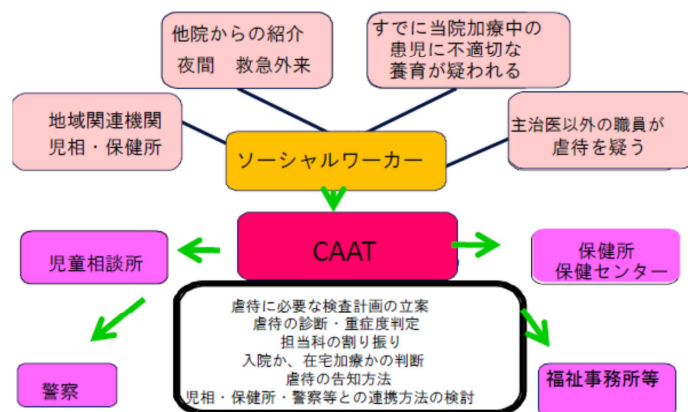 他院からの紹介
夜間 救急外来
すでに当院加療中の
患児に不適切な
養育が疑われる
地域関連機関
児相・保健所
ソーシャルワーカー
主治医以外の職員が
虐待を疑う
CAAT
児童相談所
保健所
保健センター
虐待に必要な検査計画の立案
虐待の診断・重症度判定
担当科の割り振り
入院か、在宅加療かの判断
虐待の告知方法
児相・保健所・警察等との連携方法の検討
警察
福祉事務所等